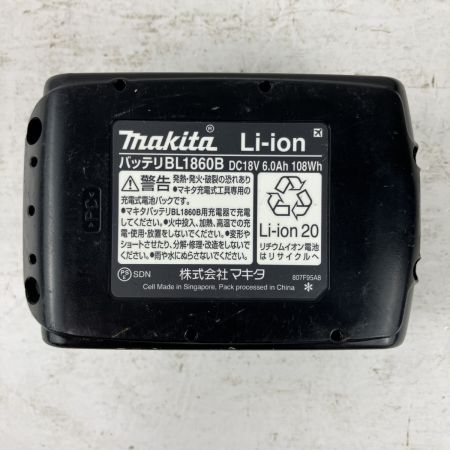 makita® Li-ion
バッテリBL1860B DC18V 6.0Ah 108Wh
警告 発熱・発火・破裂の恐れあり
●マキタ充電式工具専用の
充電式電池パックです。
●マキタバッテリBL1860B用充電器で充電
してください。●火中投入、加熱、高温での充
電・使用・放置をしないでください。●変形や
ショートさせたり、分解・修理・改造をしないで
ください。●雨や水にぬらさないでください。
Li-ion 20
リチウムイオン電池
はリサイクルへ
PS E SDN 株式会社 マキタ 807F95A8
Cell Made in Singapore, Pack processed in China *